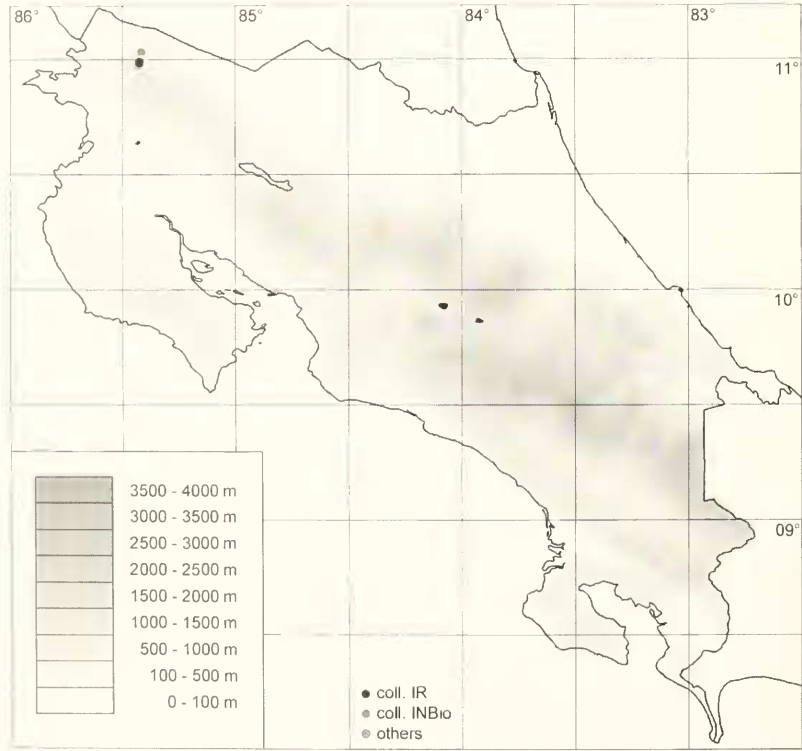 86° 85° 84 83°
11°
10°
09°
3500 - 4000 m
3000 - 3500 m
2500 - 3000 m
2000 - 2500 m
1500 - 2000 m
1000 - 1500 m
500 - 1000 m
100 - 500 m
0 - 100 m
coll. IR
coll. INBio
others